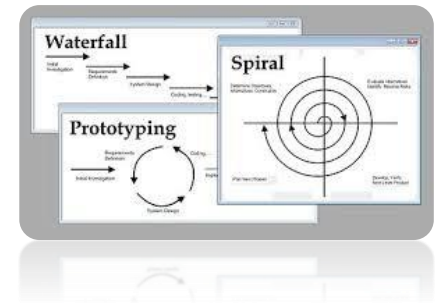 Waterfall
Initial
Investigation
Requirements
Definition
System Design
Coding, testing...
Spiral
Determine Objectives,
Alternatives, Constraints
Evaluate Alternatives
Identify, Resolve Risks
Plan Next Phases
Develop, Verify
Next-Level Product
Prototyping
Requirements
Definition
Coding,
Initial Investigation
System Design